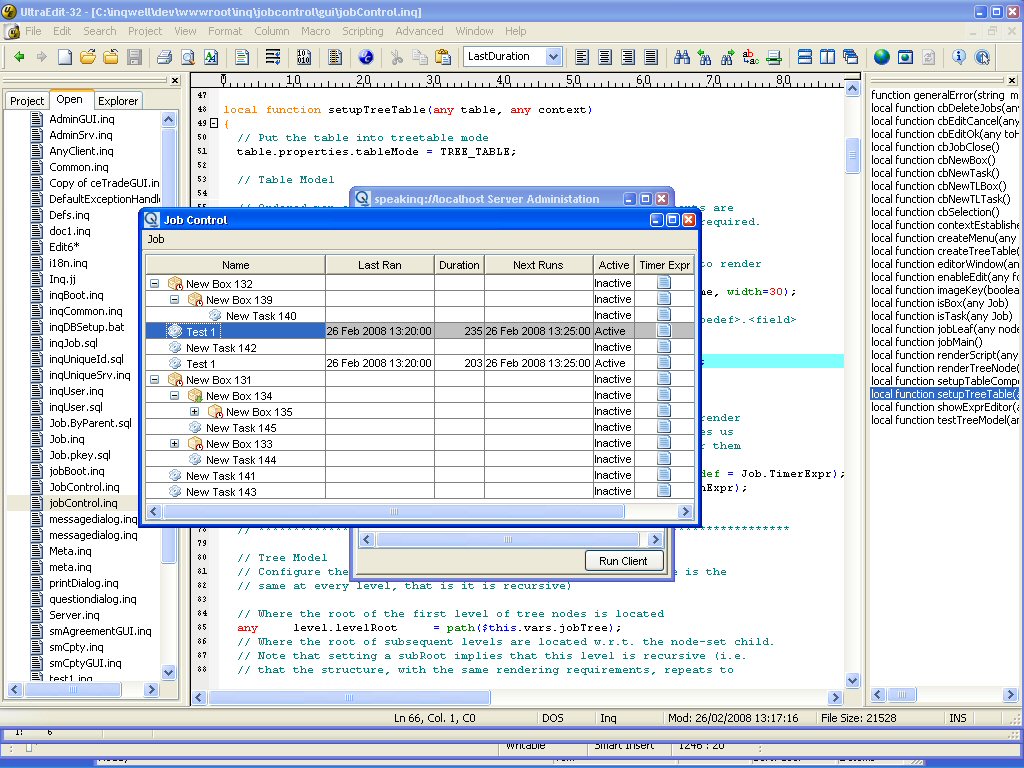 UltraEdit-32 - [C:\inqwell\dev\wwwroot\inq\jobcontrol\gui\jobControl.inq]
File Edit Search Project View Format Column Macro Scripting Advanced Window Help
LastDuration
Project Open Explorer
AdminGUI.inq
AdminSrv.inq
AnyClient.inq
Common.inq
Copy of ceTradeGUI.in
DefaultExceptionHandl
Defs.inq
doc1.inq
Edit6*
i18n.inq
Inq.jj
inqBoot.inq
inqCommon.inq
inqDBSetup.bat
inqJob.sql
inqUniqueId.sql
inqUniqueSrv.inq
inqUser.inq
inqUser.sql
Job.ByParent.sql
Job.inq
Job.pkey.sql
jobBoot.inq
JobControl.inq
jobControl.inq
messagedialog.inq
messagedialog.inq
Meta.inq
meta.inq
printDialog.inq
questiondialog.inq
Server.inq
smAgreementGUI.inq
smCpty.inq
smCptyGUI.inq
test1.inq
0 1.0 2.0 3.0 4.0 5.0 6.0 7.0 8.0
47
48 local function setupTreeTable(any table, any context)
49 {
50 // Put the table into treetable mode
51 table.properties.tableMode = TREE_TABLE;
52
53 // Table Model
54
speaking://localhost Server Administation
Job Control
Job
Name Last Ran Duration Next Runs Active Timer Expr
New Box 132 Inactive
New Box 139 Inactive
New Task 140 Inactive
Test 1 26 Feb 2008 13:20:00 235 26 Feb 2008 13:25:00 Active
New Task 142 Inactive
Test 1 26 Feb 2008 13:20:00 203 26 Feb 2008 13:25:00 Active
New Box 131 Inactive
New Box 134 Inactive
New Box 135 Inactive
New Task 145 Inactive
New Box 133 Inactive
New Task 144 Inactive
New Task 141 Inactive
New Task 143 Inactive
are
required.
to render
me, width=30);
pedef>.<field>
render
es us
r them
def = Job.TimerExpr);
nExpr);
Run Client
78
79
80 // Tree Model
81 // Configure the
e is the
82 // same at every level, that is it is recursive)
83
84 // Where the root of the first level of tree nodes is located
85 any level.levelRoot = path($this.vars.jobTree);
86 // Where the root of subsequent levels are located w.r.t. the node-set child.
87 // Note that setting a subRoot implies that this level is recursive (i.e.
88 // that the structure, with the same rendering requirements, repeats to
function generalError(string m
local function cbDeleteJobs(any
local function cbEditCancel(any
local function cbEditOk(any toH
local function cbJobClose()
local function cbNewBox()
local function cbNewTask()
local function cbNewTLBox()
local function cbNewTLTask()
local function cbSelection()
local function contextEstablishe
local function createMenu(any
local function createTreeTable(
local function editorWindow(an
local function enableEdit(any fo
local function imageKey(boolea
local function isBox(any Job)
local function isTask(any Job)
local function jobLeaf(any node
local function jobMain()
local function renderScript(any
local function renderTreeNode(
local function setupTableCompo
local function setupTreeTable(a
local function showExprEditor(a
local function testTreeModel(an
Ln 66, Col. 1, C0 DOS Inq Mod: 26/02/2008 13:17:16 File Size: 21528 INS
1: 6
Writable Smart Insert 1246 : 20